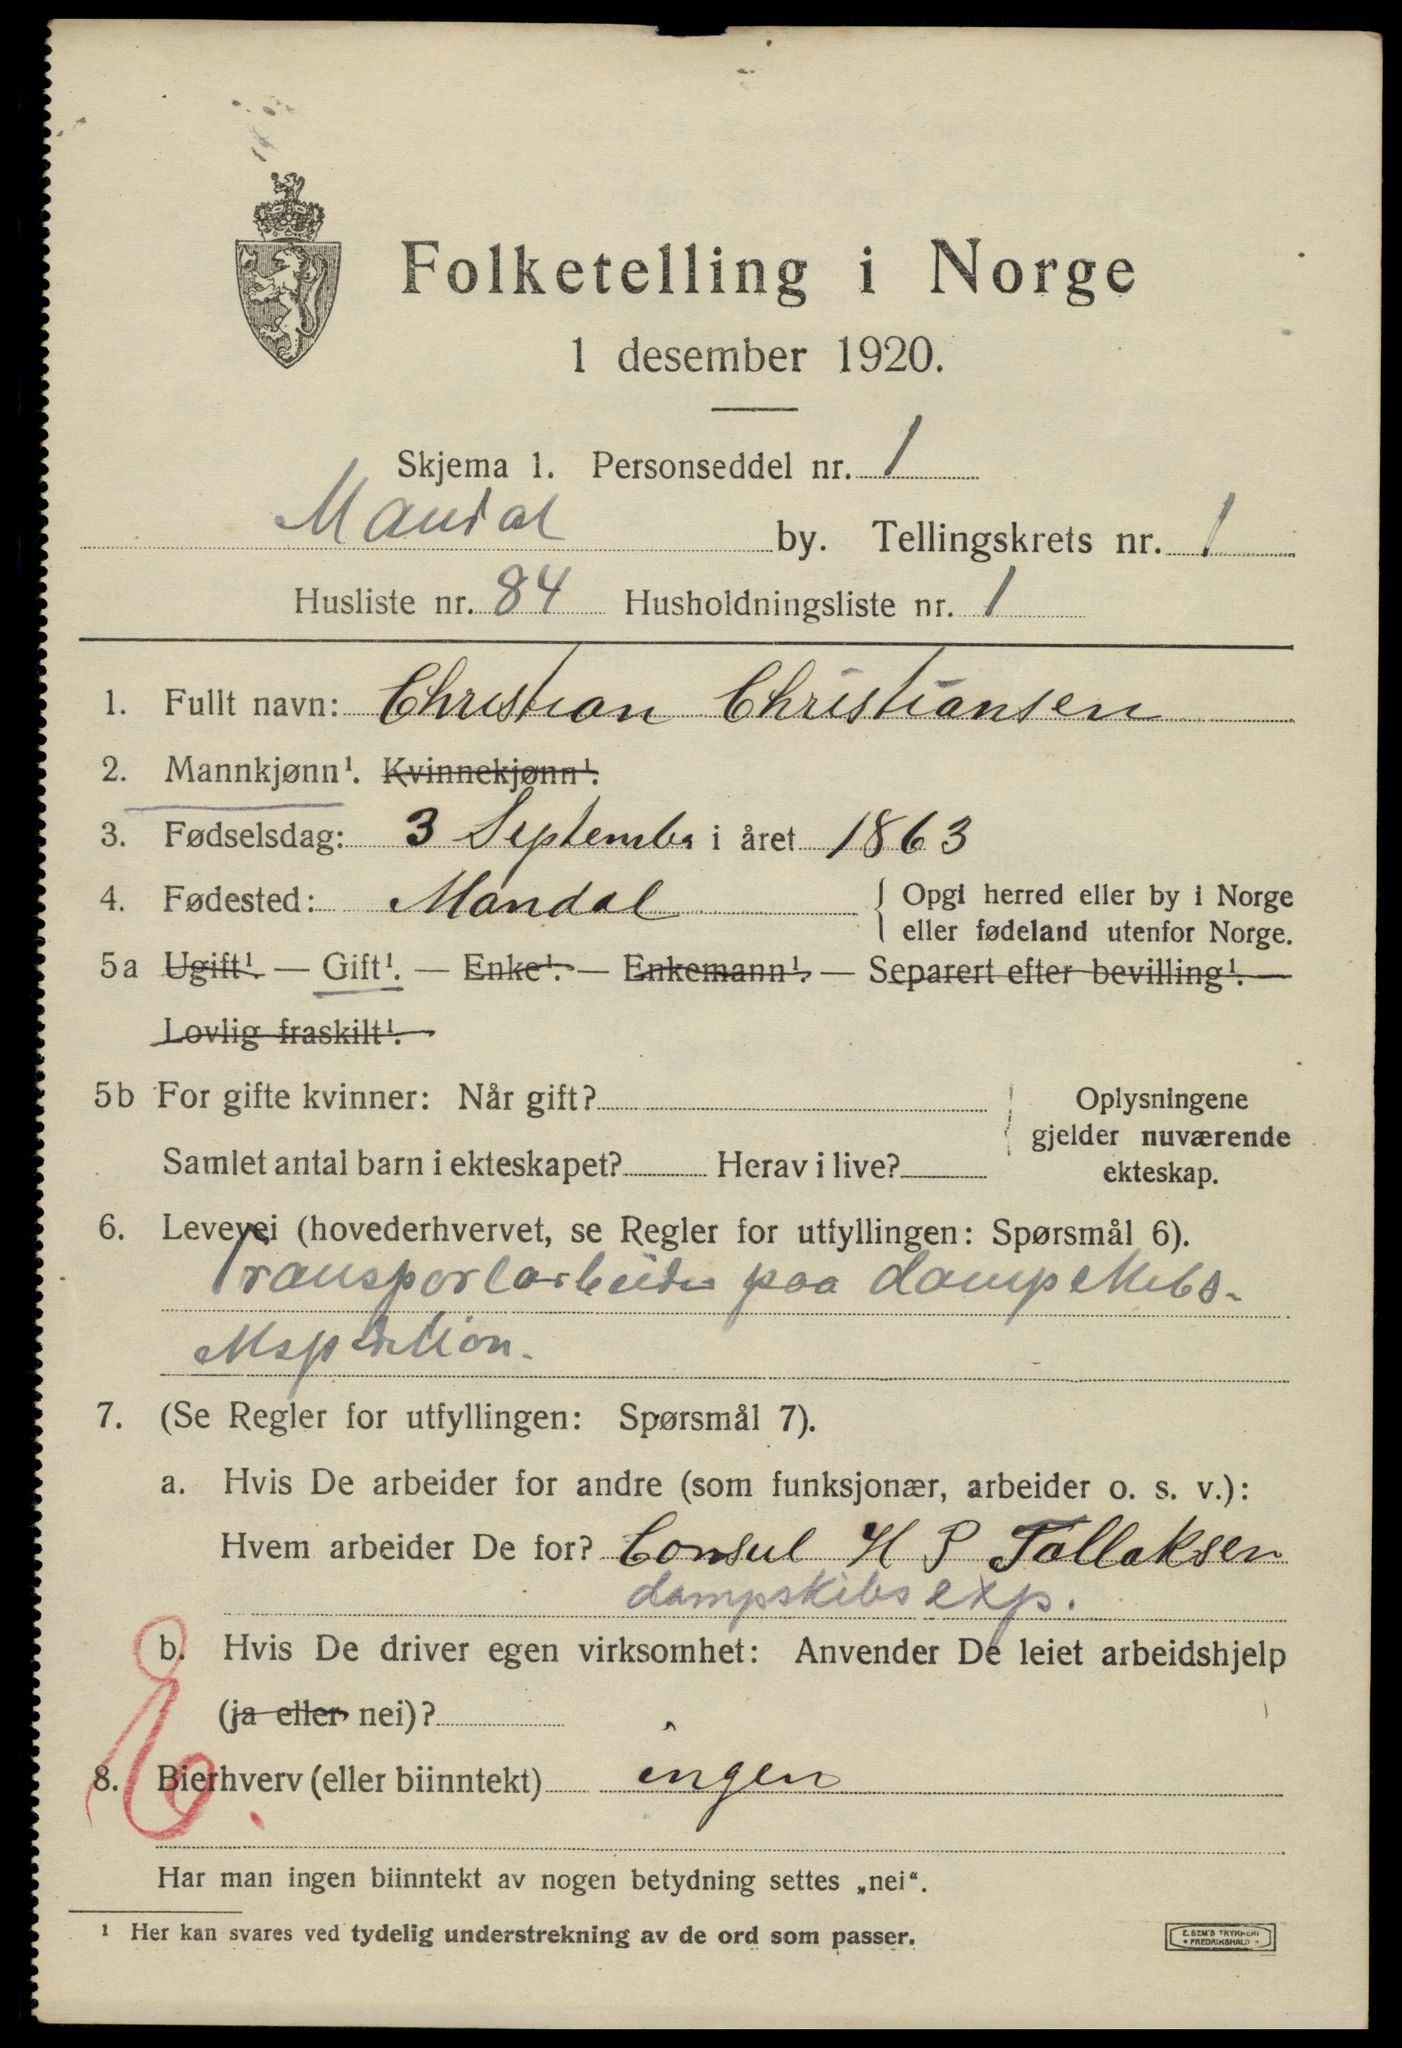 Folketelling i Norge
1 desember 1920.
Skjema 1. Personseddel nr. 1
Mandal by. Tellingskrets nr. 1
Husliste nr. 84 Husholdningsliste nr. 1
1. Fullt navn: Christian Christiansen
2. Mannkjønn¹. Kvinnekjønn¹.
3. Fødselsdag: 3 Septembr i året 1863
4. Fødested: Mandal { Opgi herred eller by i Norge
eller fødeland utenfor Norge.
5a Ugift¹. — Gift¹. — Enke¹. — Enkemann¹. — Separert efter bevilling¹. —
Lovlig fraskilt¹.
5b For gifte kvinner: Når gift?
Samlet antal barn i ekteskapet? Herav i live?
Oplysningene
gjelder nuværende
ekteskap.
6. Levevei (hovederhvervet, se Regler for utfyllingen: Spørsmål 6).
Transportarbeider paa dampskibs-
ekspedition.
7. (Se Regler for utfyllingen: Spørsmål 7).
a. Hvis De arbeider for andre (som funksjonær, arbeider o. s. v.):
Hvem arbeider De for? Consul H S Tallaksen
dampskibsexp.
b. Hvis De driver egen virksomhet: Anvender De leiet arbeidshjelp
(ja eller nei)?
8. Bierhverv (eller biinntekt) ingen
Har man ingen biinntekt av nogen betydning settes „nei“.
¹ Her kan svares ved tydelig understrekning av de ord som passer.
E. SEM'S TRYKKERI
FREDRIKSHALD